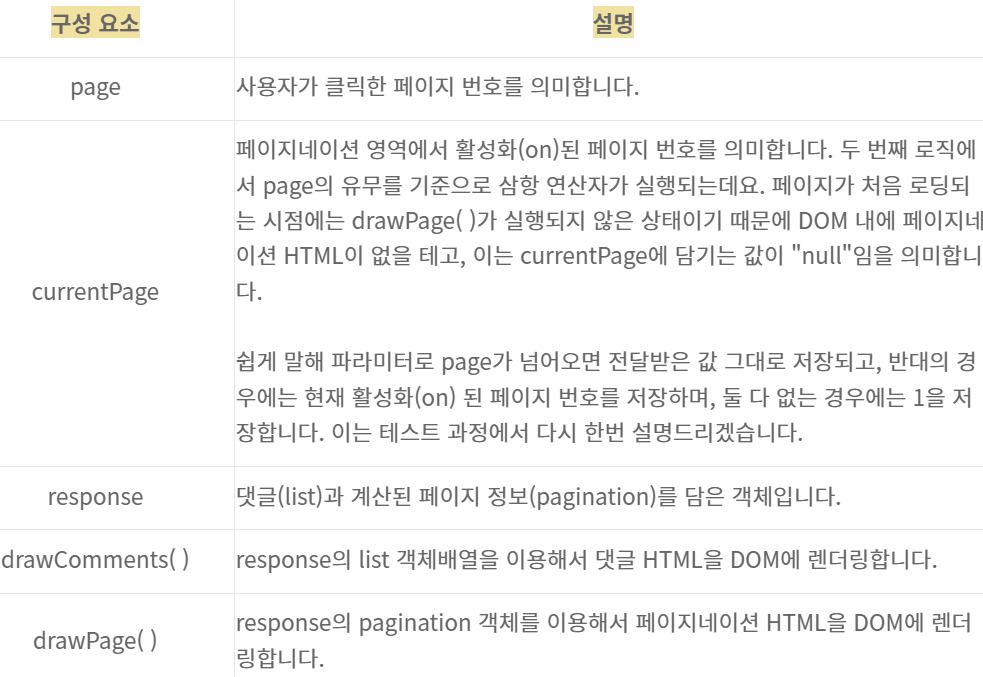 구성 요소
설명
page
사용자가 클릭한 페이지 번호를 의미합니다.
currentPage
페이지네이션 영역에서 활성화(on)된 페이지 번호를 의미합니다. 두 번째 로직에
서 page의 유무를 기준으로 삼항 연산자가 실행되는데요. 페이지가 처음 로딩되
는 시점에는 drawPage( )가 실행되지 않은 상태이기 때문에 DOM 내에 페이지네
이션 HTML이 없을 테고, 이는 currentPage에 담기는 값이 "null"임을 의미합니
다.
쉽게 말해 파라미터로 page가 넘어오면 전달받은 값 그대로 저장되고, 반대의 경
우에는 현재 활성화(on) 된 페이지 번호를 저장하며, 둘 다 없는 경우에는 1을 저
장합니다. 이는 테스트 과정에서 다시 한번 설명드리겠습니다.
response
댓글(list)과 계산된 페이지 정보(pagination)를 담은 객체입니다.
drawComments( )
response의 list 객체배열을 이용해서 댓글 HTML을 DOM에 렌더링합니다.
drawPage( )
response의 pagination 객체를 이용해서 페이지네이션 HTML을 DOM에 렌더
링합니다.